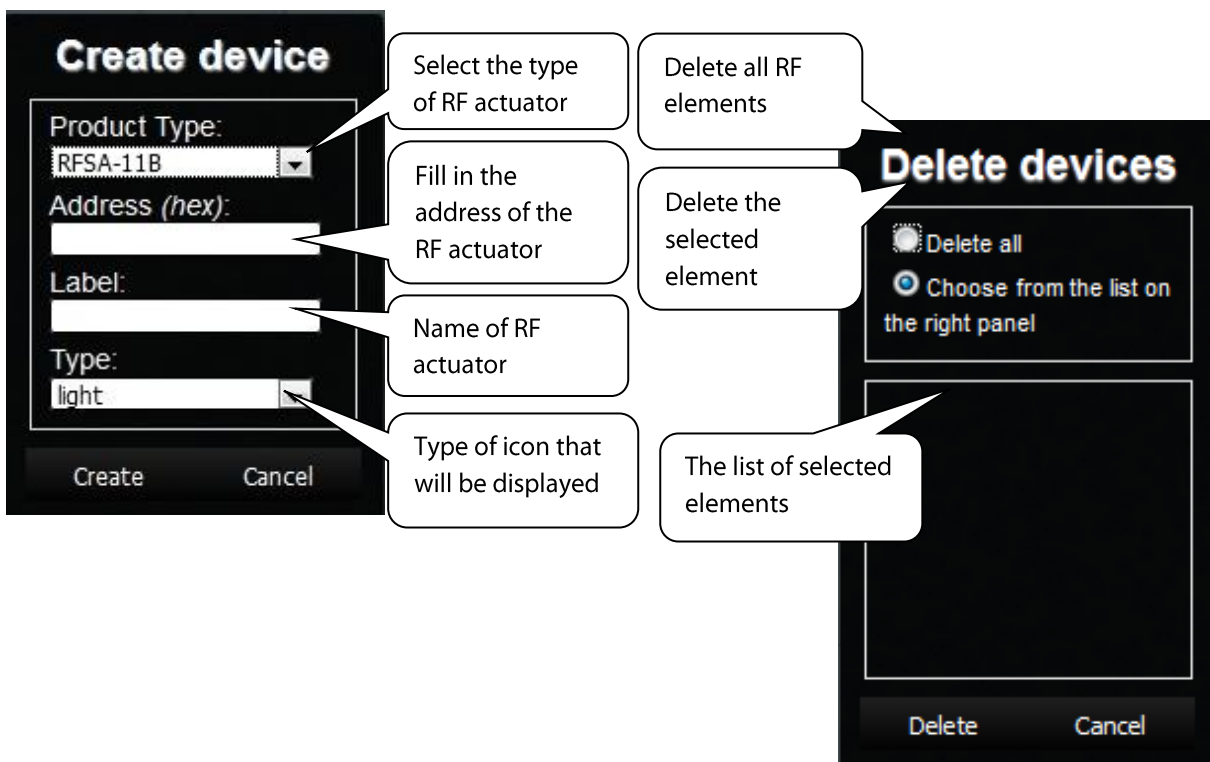 Create device
Product Type:
RFSA-11B
Address (hex):
Label:
Type:
light
Create
Cancel
Select the type
of RF actuator
Fill in the
address of the
RF actuator
Name of RF
actuator
Type of icon that
will be displayed
Delete all RF
elements
Delete the
selected
element
The list of selected
elements
Delete devices
Delete all
Choose from the list on
the right panel
Delete
Cancel